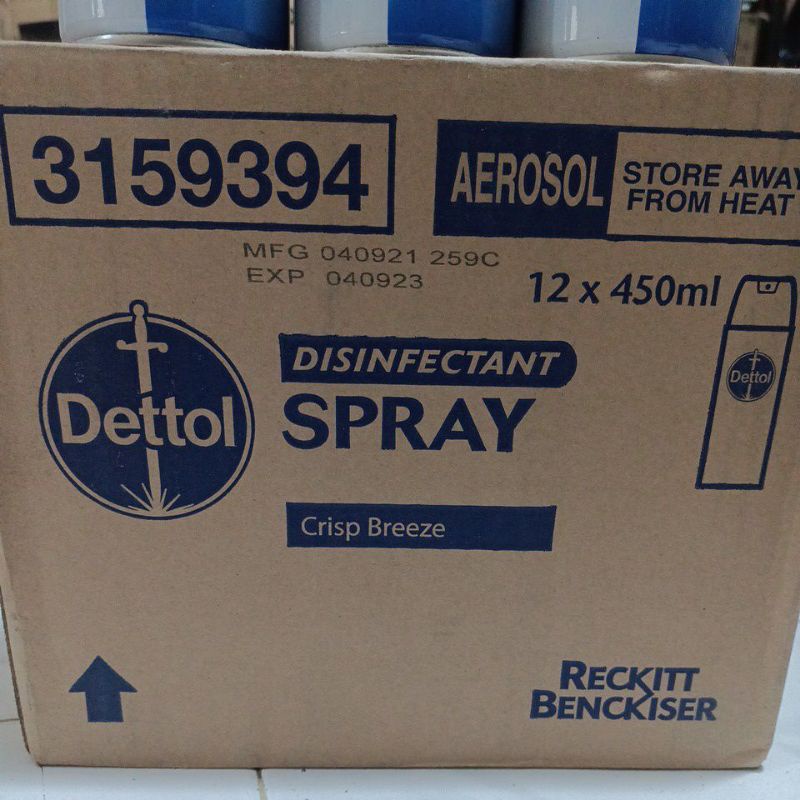 3159394
AEROSOL
STORE AWAY
FROM HEAT
MFG 040921 259C
EXP 040923
12 x 450ml
Dettol
Dettol
DISINFECTANT
SPRAY
Crisp Breeze
RECKITT
BENCKISER